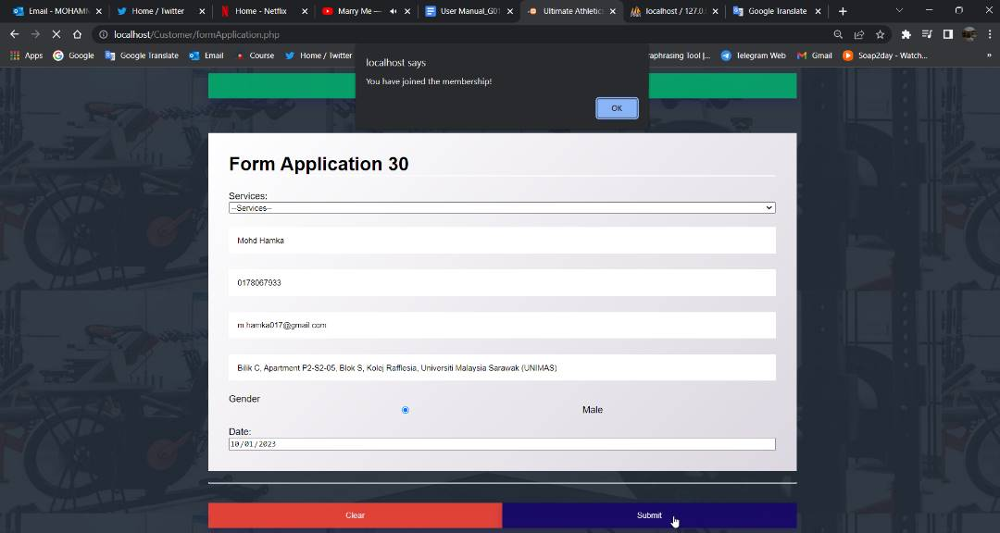 Email - MOHAM
Home / Twitter
Home - Netflix
Marry Me —
User Manual_G01
Ultimate Athletic
localhost / 127.0.
Google Translate
localhost/Customer/formApplication.php
Apps
Google
Google Translate
Email
Course
Home / Twitter
raphrasing Tool |...
Telegram Web
Gmail
Soap2day - Watch...
localhost says
You have joined the membership!
OK
Form Application 30
Services:
--Services--
Mohd Hamka
0178067933
m.hamka017@gmail.com
Bilik C, Apartment P2-S2-05, Blok S, Kolej Rafflesia, Universiti Malaysia Sarawak (UNIMAS)
Gender
Male
Date:
10/01/2023
Clear
Submit